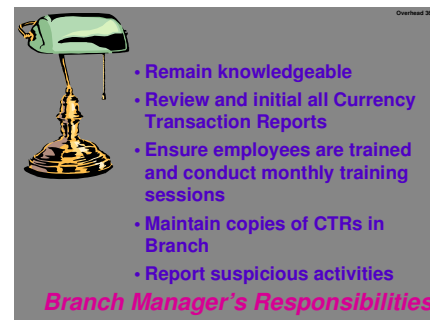 Overhead 36
• Remain knowledgeable
• Review and initial all Currency
Transaction Reports
• Ensure employees are trained
and conduct monthly training
sessions
• Maintain copies of CTRs in
Branch
• Report suspicious activities
Branch Manager's Responsibilities